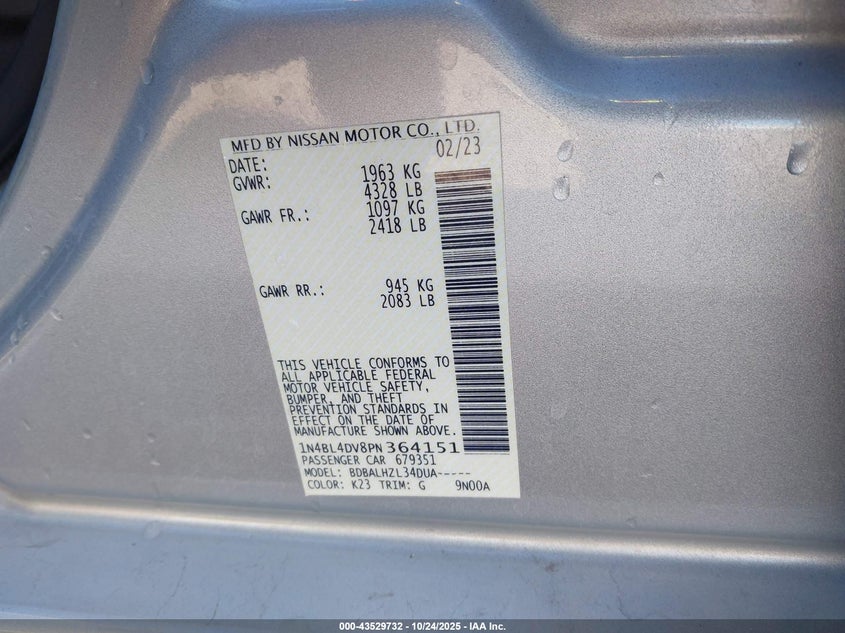 MFD BY NISSAN MOTOR CO., LTD.
DATE: 02/23
GVWR: 1963 KG
4328 LB
GAWR FR.: 1097 KG
2418 LB
GAWR RR.: 945 KG
2083 LB
THIS VEHICLE CONFORMS TO
ALL APPLICABLE FEDERAL
MOTOR VEHICLE SAFETY,
BUMPER, AND THEFT
PREVENTION STANDARDS IN
EFFECT ON THE DATE OF
MANUFACTURE SHOWN ABOVE.
1N4BL4DV8PN364151
PASSENGER CAR 679351
MODEL: BDBALHZL34DUA-----
COLOR: K23 TRIM: G 9N00A
000-43529732 - 10/24/2025 - IAA Inc.